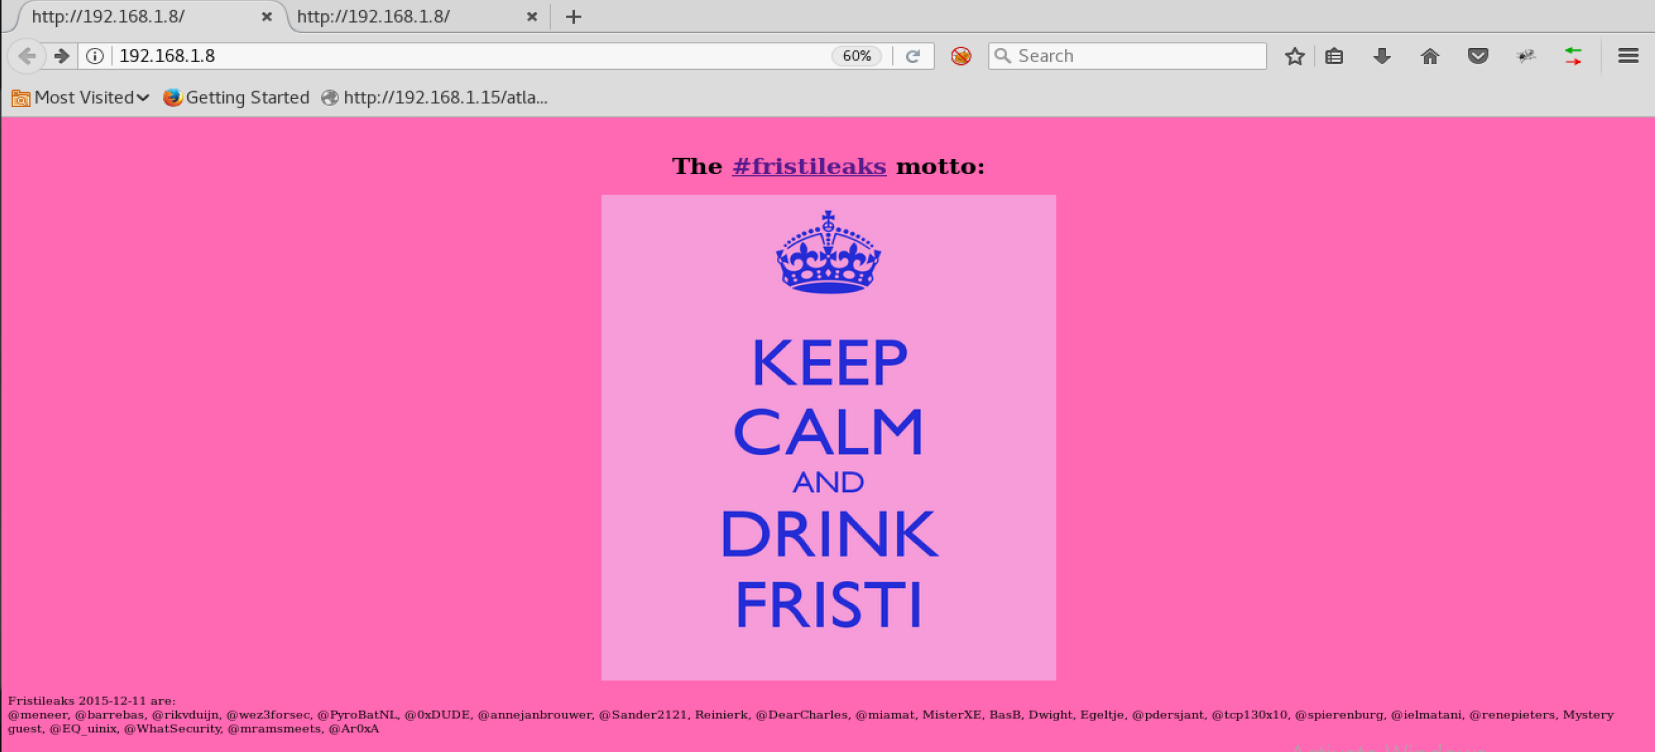 http://192.168.1.8/ http://192.168.1.8/
192.168.1.8 60% Search
Most Visited Getting Started http://192.168.1.15/atla...
The #fristileaks motto:
KEEP
CALM
AND
DRINK
FRISTI
Fristileaks 2015-12-11 are:
@meneer, @barrebas, @rikvduijn, @wez3forsec, @PyroBatNL, @0xDUDE, @annejanbrouwer, @Sander2121, Reinierk, @DearCharles, @miamat, MisterXE, BasB, Dwight, Egeltje, @pdersjant, @tcp130x10, @spierenburg, @ielmatani, @renepieters, Mystery
guest, @EQ_uinix, @WhatSecurity, @mramsmeets, @Ar0xA